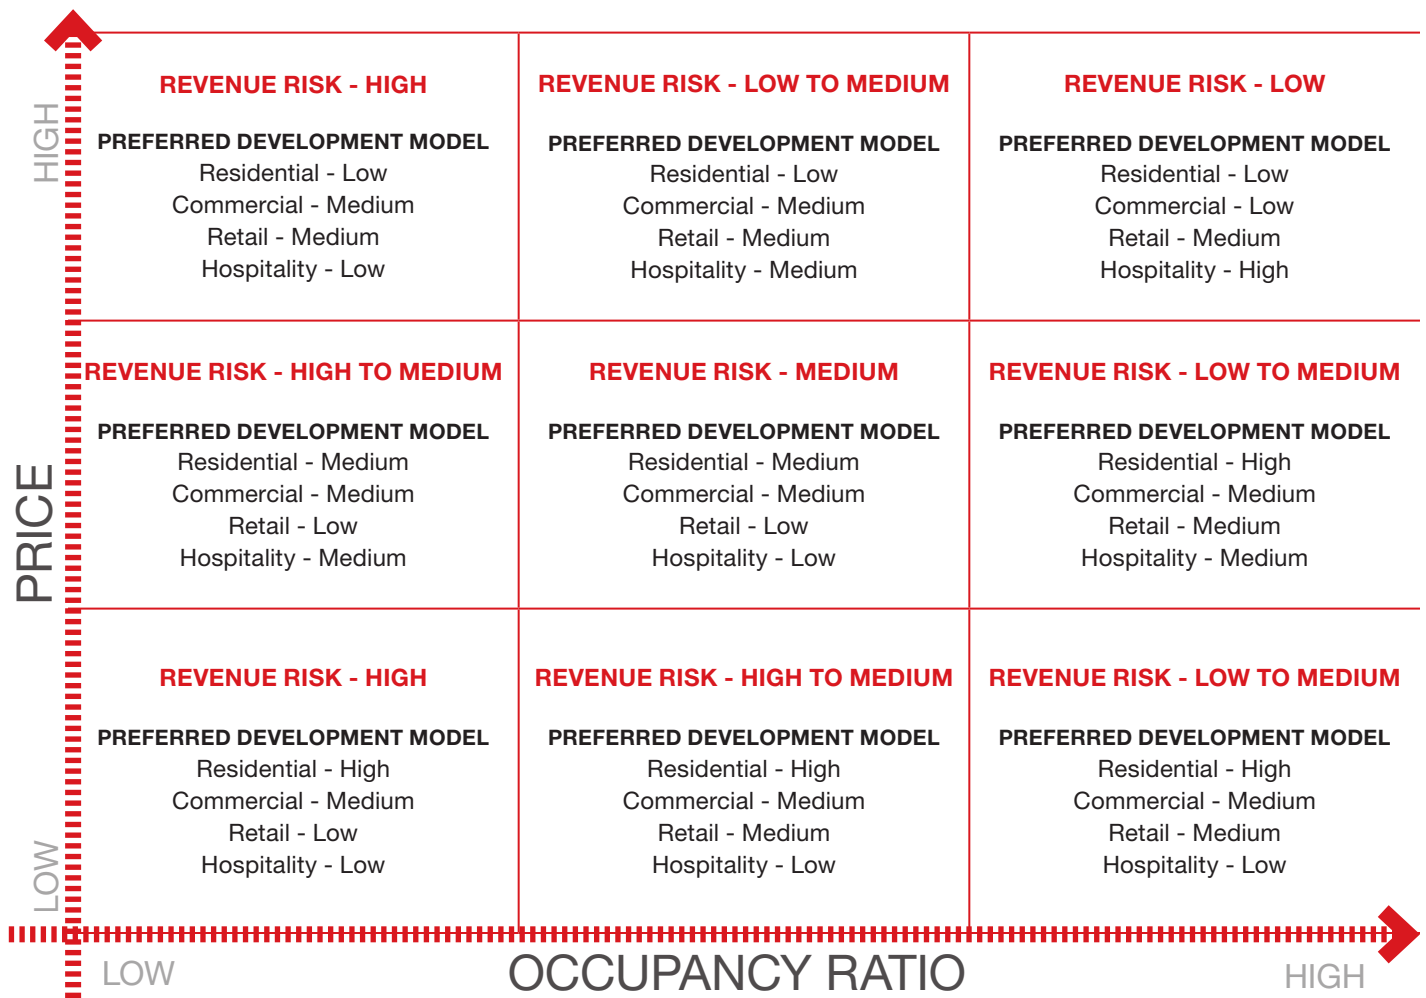 PRICE
HIGH
LOW
REVENUE RISK - HIGH
PREFERRED DEVELOPMENT MODEL
Residential - Low
Commercial - Medium
Retail - Medium
Hospitality - Low
REVENUE RISK - LOW TO MEDIUM
PREFERRED DEVELOPMENT MODEL
Residential - Low
Commercial - Medium
Retail - Medium
Hospitality - Medium
REVENUE RISK - LOW
PREFERRED DEVELOPMENT MODEL
Residential - Low
Commercial - Low
Retail - Medium
Hospitality - High
REVENUE RISK - HIGH TO MEDIUM
PREFERRED DEVELOPMENT MODEL
Residential - Medium
Commercial - Medium
Retail - Low
Hospitality - Medium
REVENUE RISK - MEDIUM
PREFERRED DEVELOPMENT MODEL
Residential - Medium
Commercial - Medium
Retail - Low
Hospitality - Low
REVENUE RISK - LOW TO MEDIUM
PREFERRED DEVELOPMENT MODEL
Residential - High
Commercial - Medium
Retail - Medium
Hospitality - Medium
REVENUE RISK - HIGH
PREFERRED DEVELOPMENT MODEL
Residential - High
Commercial - Medium
Retail - Low
Hospitality - Low
REVENUE RISK - HIGH TO MEDIUM
PREFERRED DEVELOPMENT MODEL
Residential - High
Commercial - Medium
Retail - Medium
Hospitality - Low
REVENUE RISK - LOW TO MEDIUM
PREFERRED DEVELOPMENT MODEL
Residential - High
Commercial - Medium
Retail - Medium
Hospitality - Low
LOW
OCCUPANCY RATIO
HIGH